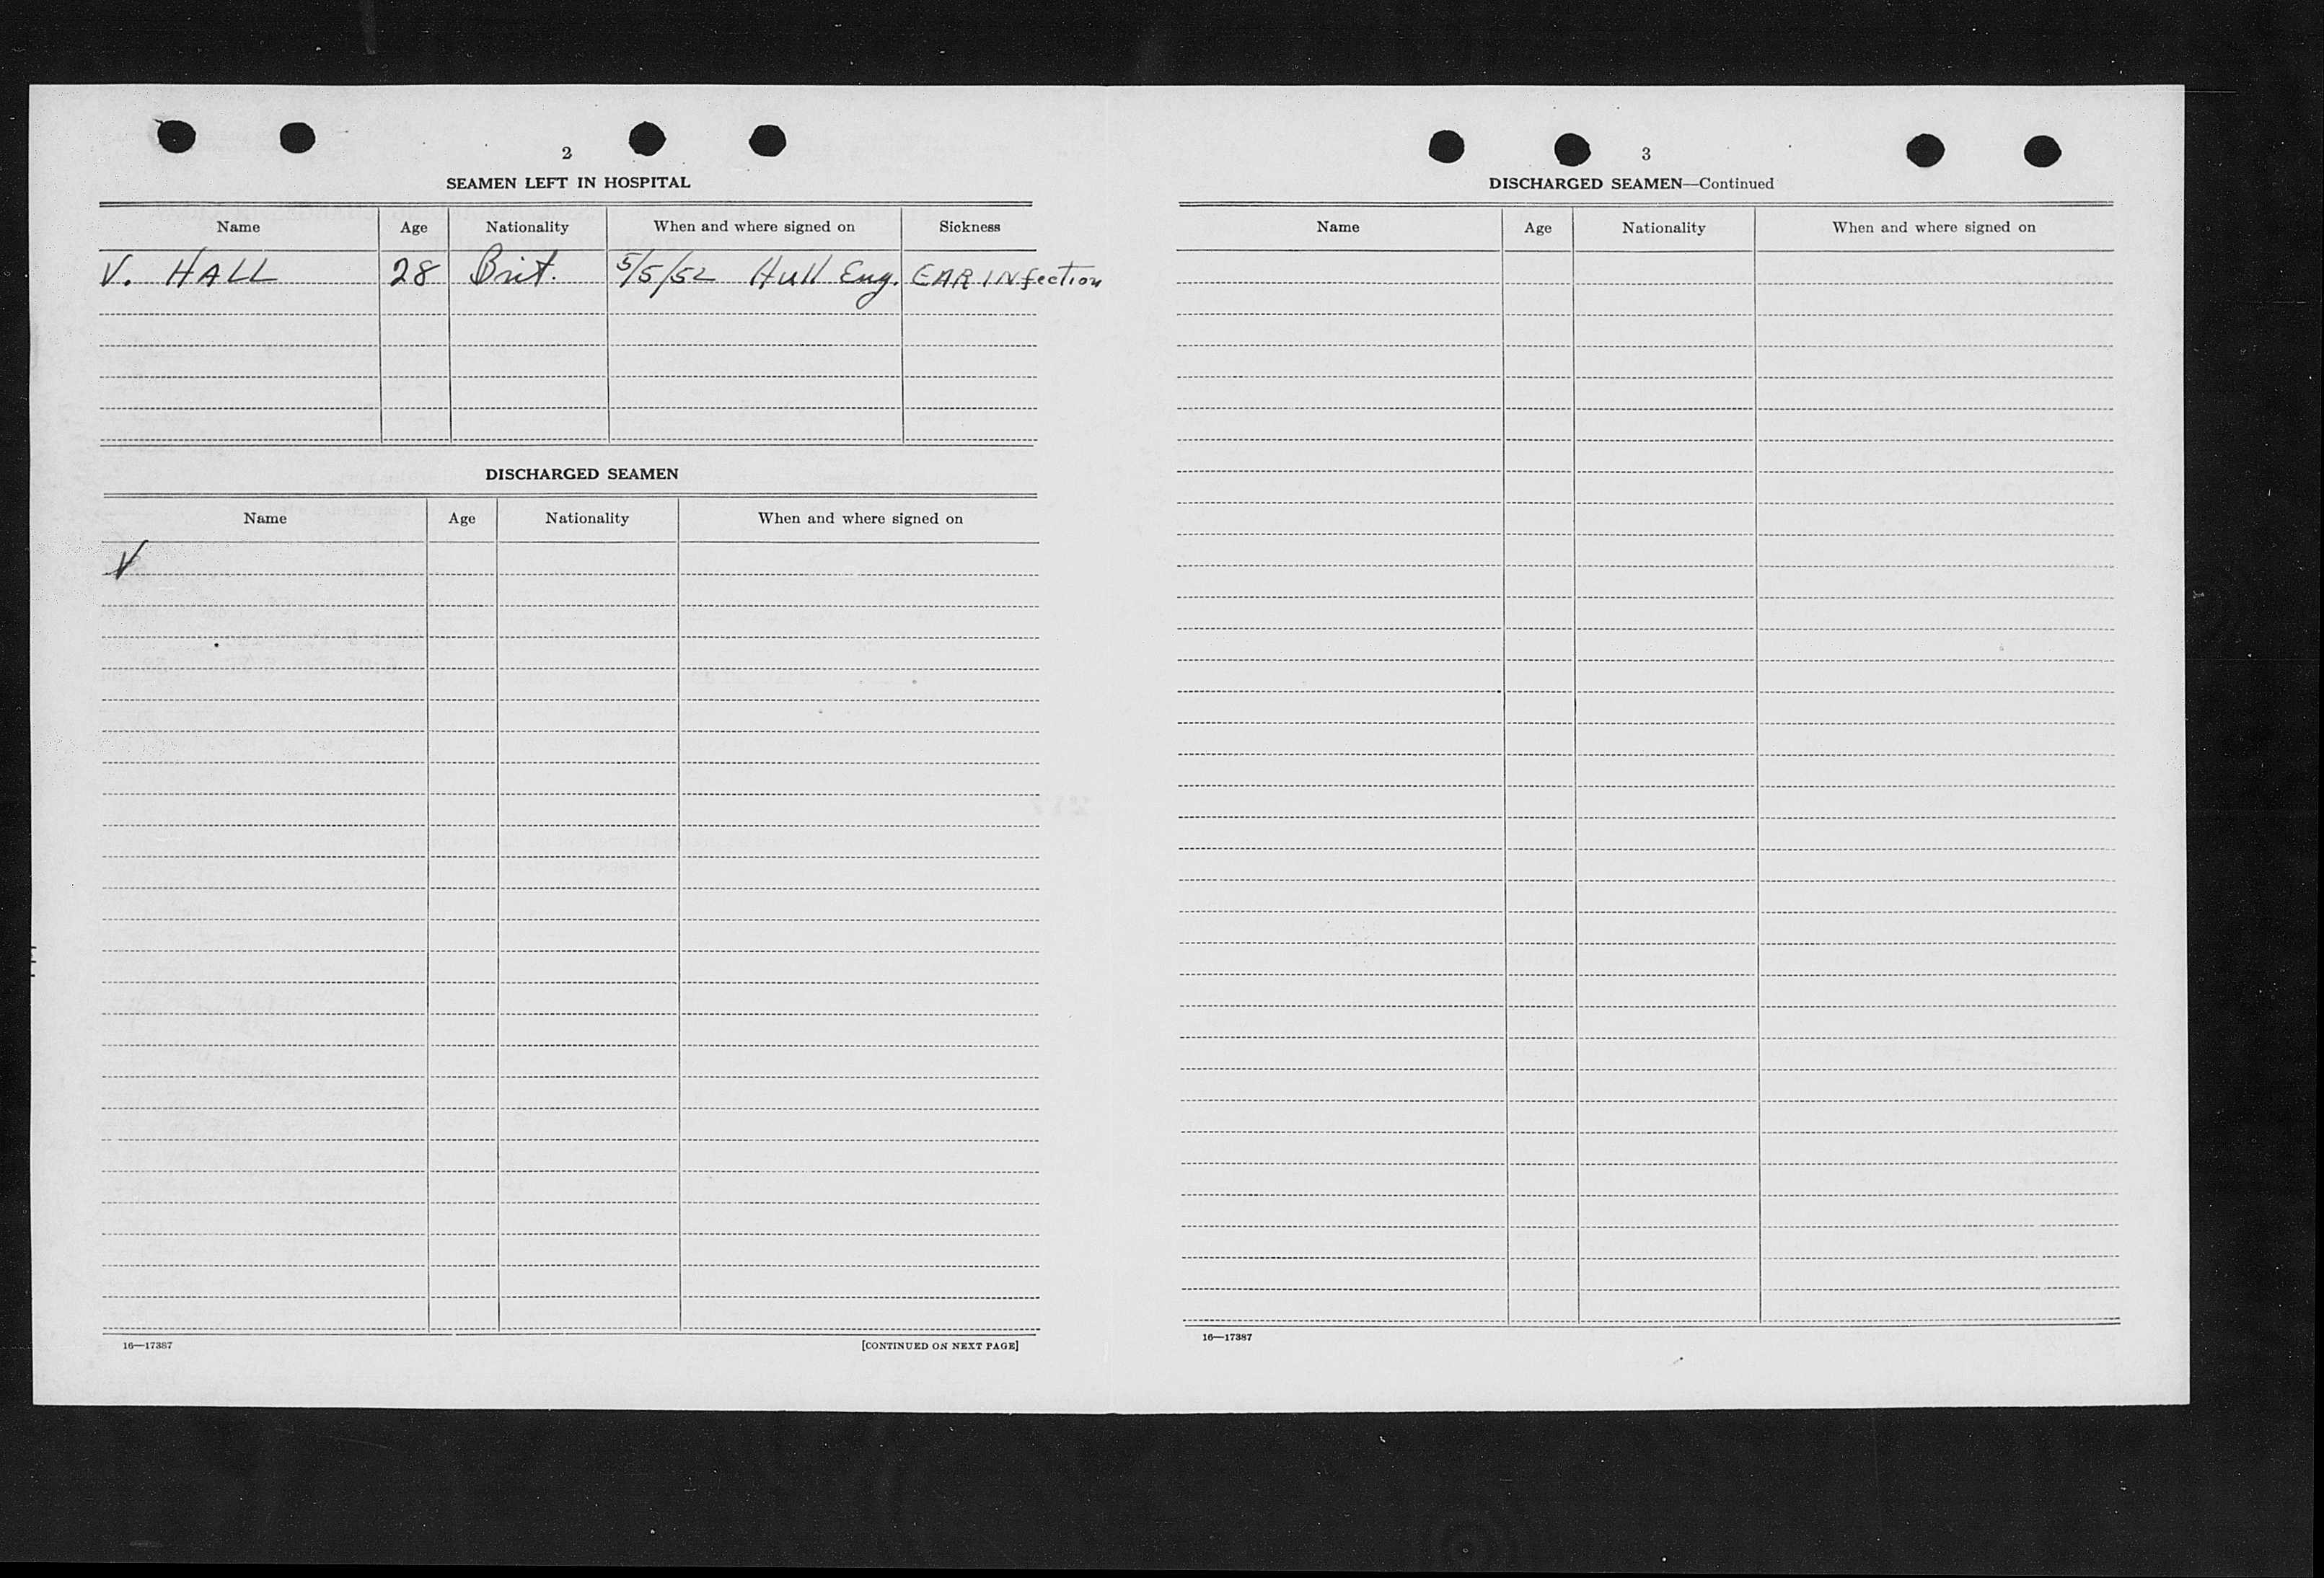 2
SEAMEN LEFT IN HOSPITAL
Name Age Nationality When and where signed on Sickness
V. HALL 28 Brit. 5/5/52 Hull Eng. EAR INfection
DISCHARGED SEAMEN
Name Age Nationality When and where signed on
V
16—17387 [CONTINUED ON NEXT PAGE]
3
DISCHARGED SEAMEN—Continued
Name Age Nationality When and where signed on
16—17387